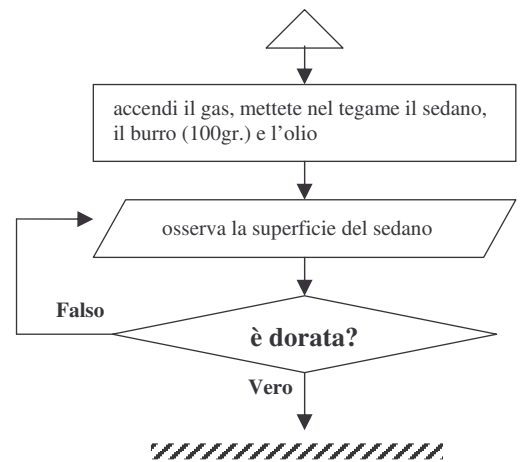 accendi il gas, mettete nel tegame il sedano,
il burro (100gr.) e l'olio
osserva la superficie del sedano
Falso
è dorata?
Vero